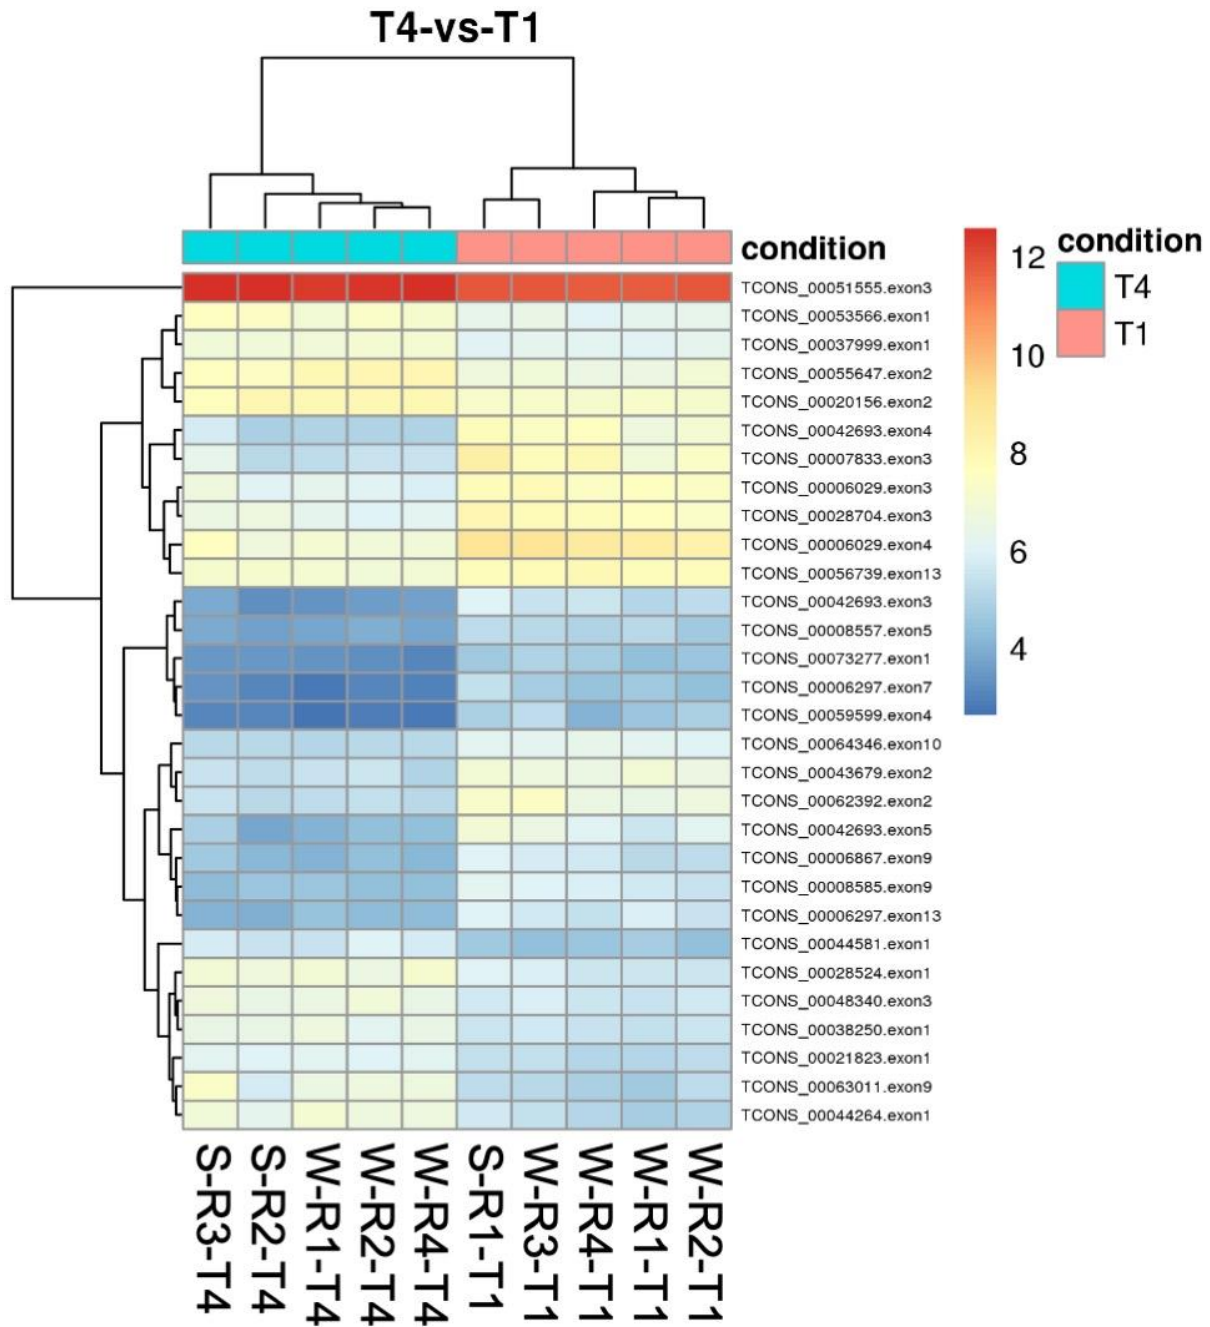 T4-vs-T1
condition
TCONS_00051555.exon3
TCONS_00053566.exon1
TCONS_00037999.exon1
TCONS_00055647.exon2
TCONS_00020156.exon2
TCONS_00042693.exon4
TCONS_00007833.exon3
TCONS_00006029.exon3
TCONS_00028704.exon3
TCONS_00006029.exon4
TCONS_00056739.exon13
TCONS_00042693.exon3
TCONS_00008557.exon5
TCONS_00073277.exon1
TCONS_00006297.exon7
TCONS_00059599.exon4
TCONS_00064346.exon10
TCONS_00043679.exon2
TCONS_00062392.exon2
TCONS_00042693.exon5
TCONS_00006867.exon9
TCONS_00008585.exon9
TCONS_00006297.exon13
TCONS_00044581.exon1
TCONS_00028524.exon1
TCONS_00048340.exon3
TCONS_00038250.exon1
TCONS_00021823.exon1
TCONS_00063011.exon9
TCONS_00044264.exon1
12
10
8
6
4
condition
T4
T1
S-R3-T4
S-R2-T4
W-R1-T4
W-R2-T4
W-R4-T4
S-R1-T1
W-R3-T1
W-R4-T1
W-R1-T1
W-R2-T1